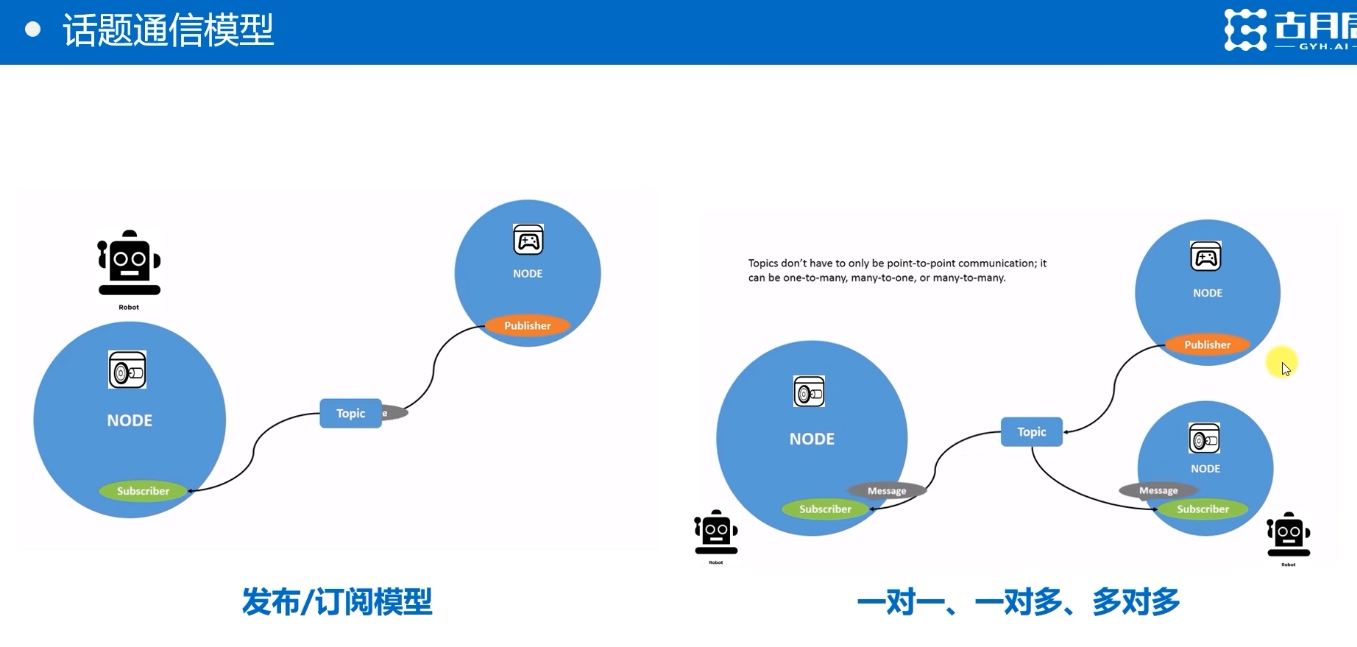 话题通信模型
GYH.AI
Robot
NODE
NODE
Publisher
Topic
Subscriber
发布/订阅模型
Topics don't have to only be point-to-point communication; it
can be one-to-many, many-to-one, or many-to-many.
NODE
Publisher
NODE
Topic
NODE
Message
Message
Subscriber
Subscriber
Robot
Robot
一对一、一对多、多对多